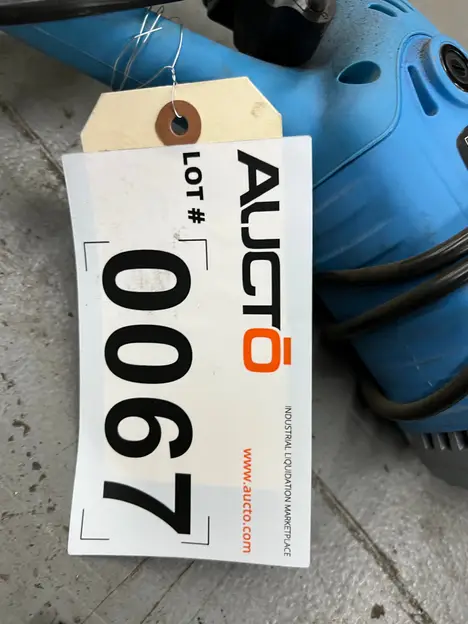 AUCTO
INDUSTRIAL LIQUIDATION MARKETPLACE
www.aucto.com
LOT #
0067